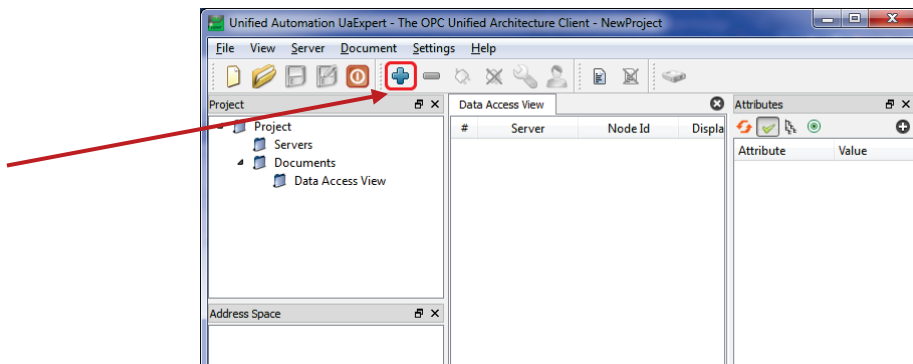 Unified Automation UaExpert - The OPC Unified Architecture Client - NewProject
File View Server Document Settings Help
Project
Data Access View
Attributes
Project
Servers
Documents
Data Access View
# Server Node Id Displa
Attribute Value
Address Space